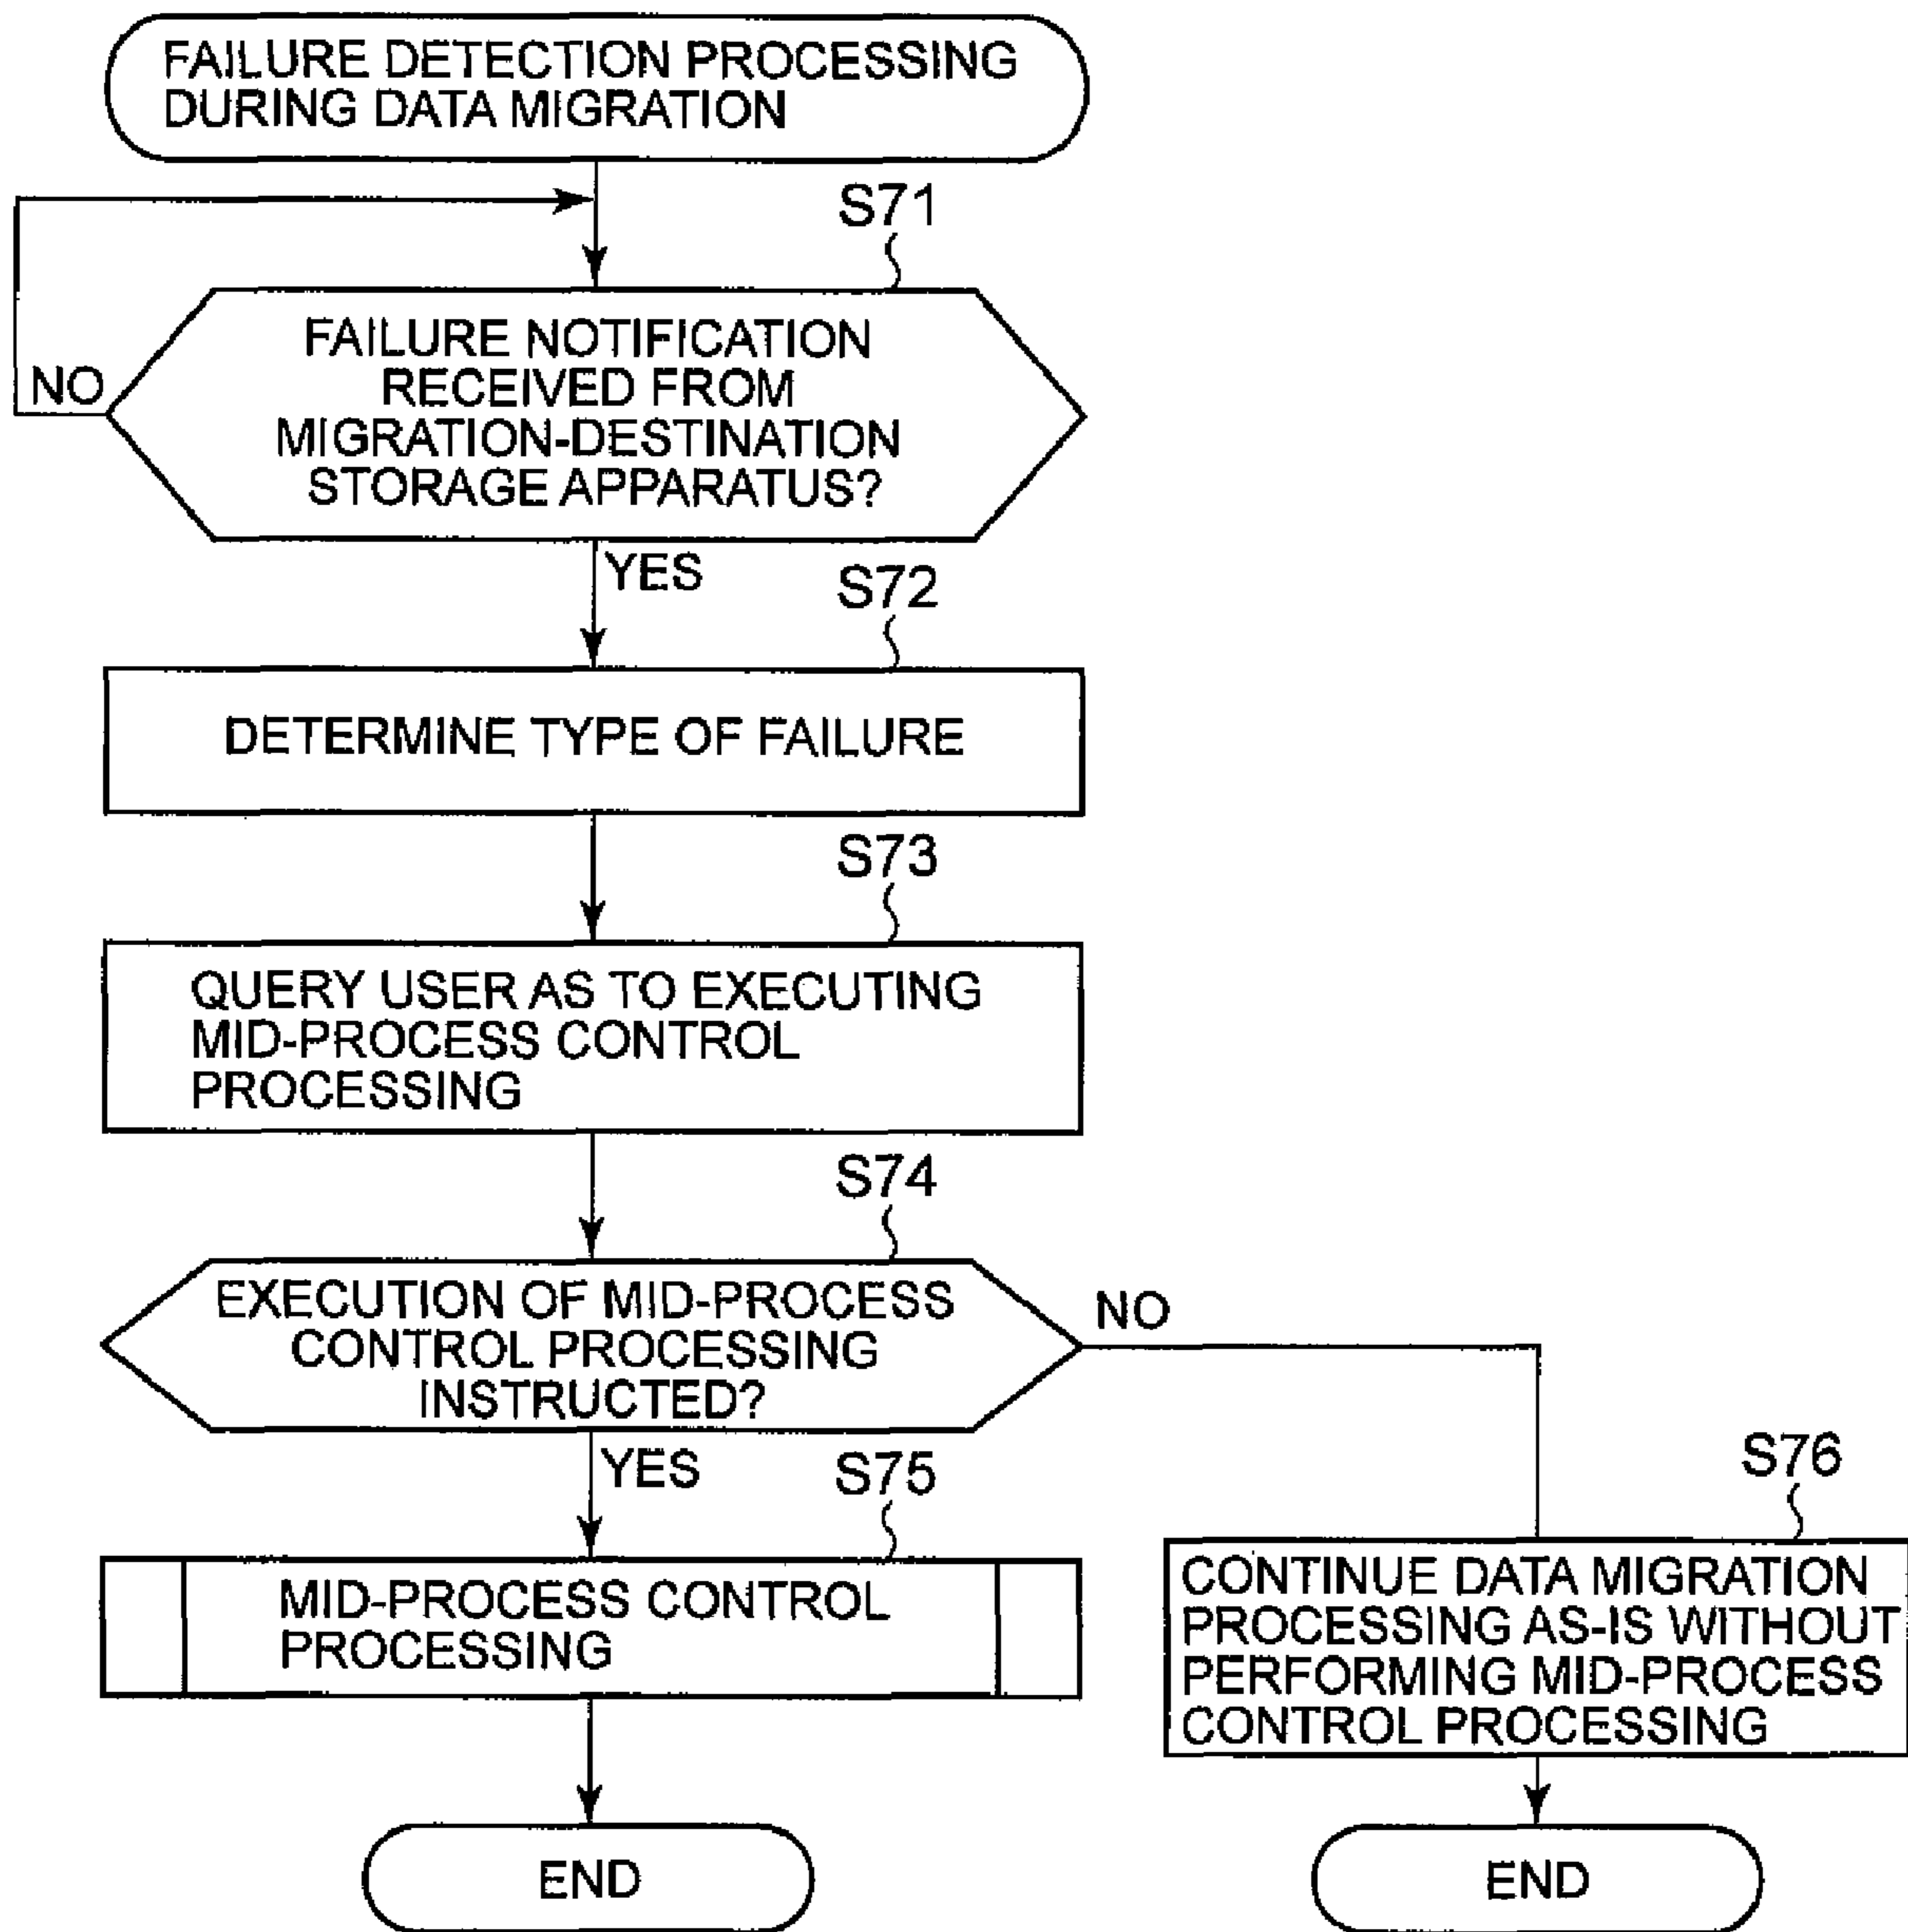 FAILURE DETECTION PROCESSING
DURING DATA MIGRATION
S71
FAILURE NOTIFICATION
RECEIVED FROM
MIGRATION-DESTINATION
STORAGE APPARATUS?
NO
YES
S72
DETERMINE TYPE OF FAILURE
S73
QUERY USER AS TO EXECUTING
MID-PROCESS CONTROL
PROCESSING
S74
EXECUTION OF MID-PROCESS
CONTROL PROCESSING
INSTRUCTED?
NO
YES
S75
MID-PROCESS CONTROL
PROCESSING
S76
CONTINUE DATA MIGRATION
PROCESSING AS-IS WITHOUT
PERFORMING MID-PROCESS
CONTROL PROCESSING
END
END